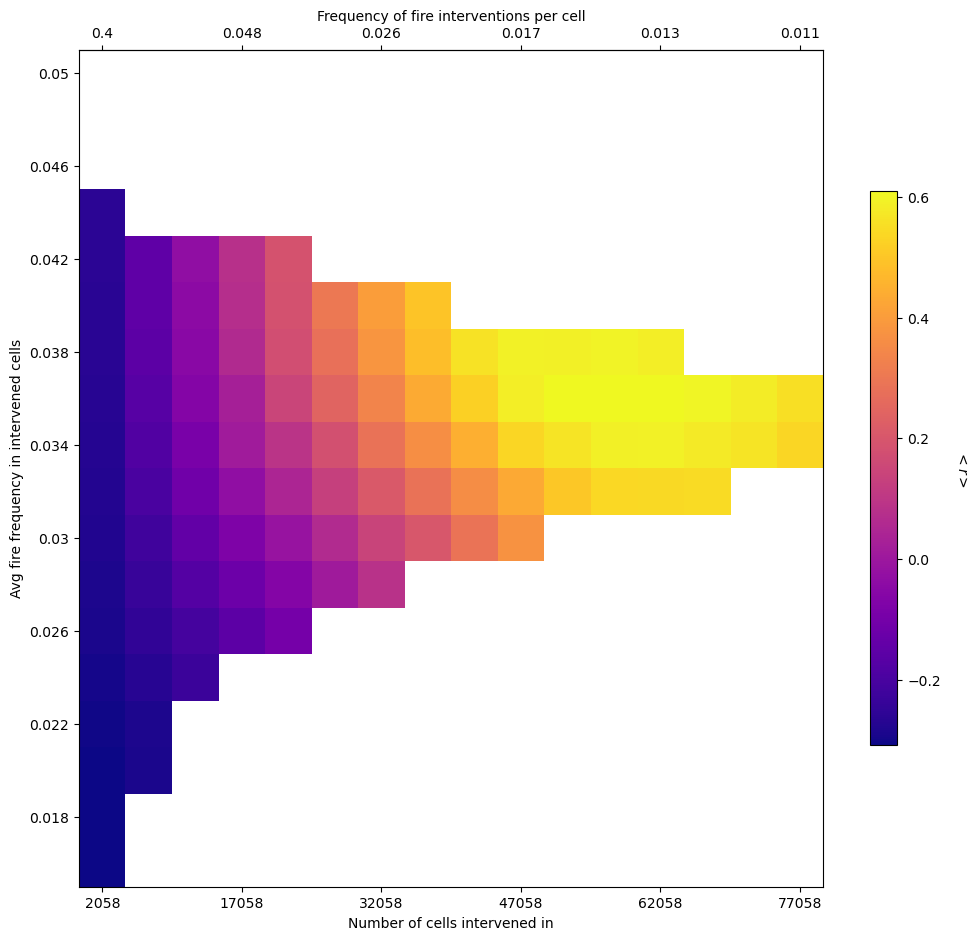 Frequency of fire interventions per cell
0.4 0.048 0.026 0.017 0.013 0.011
Avg fire frequency in intervened cells
0.05
0.046
0.042
0.038
0.034
0.03
0.026
0.022
0.018
2058 17058 32058 47058 62058 77058
Number of cells intervened in
0.6
0.4
0.2
0.0
−0.2
< r >